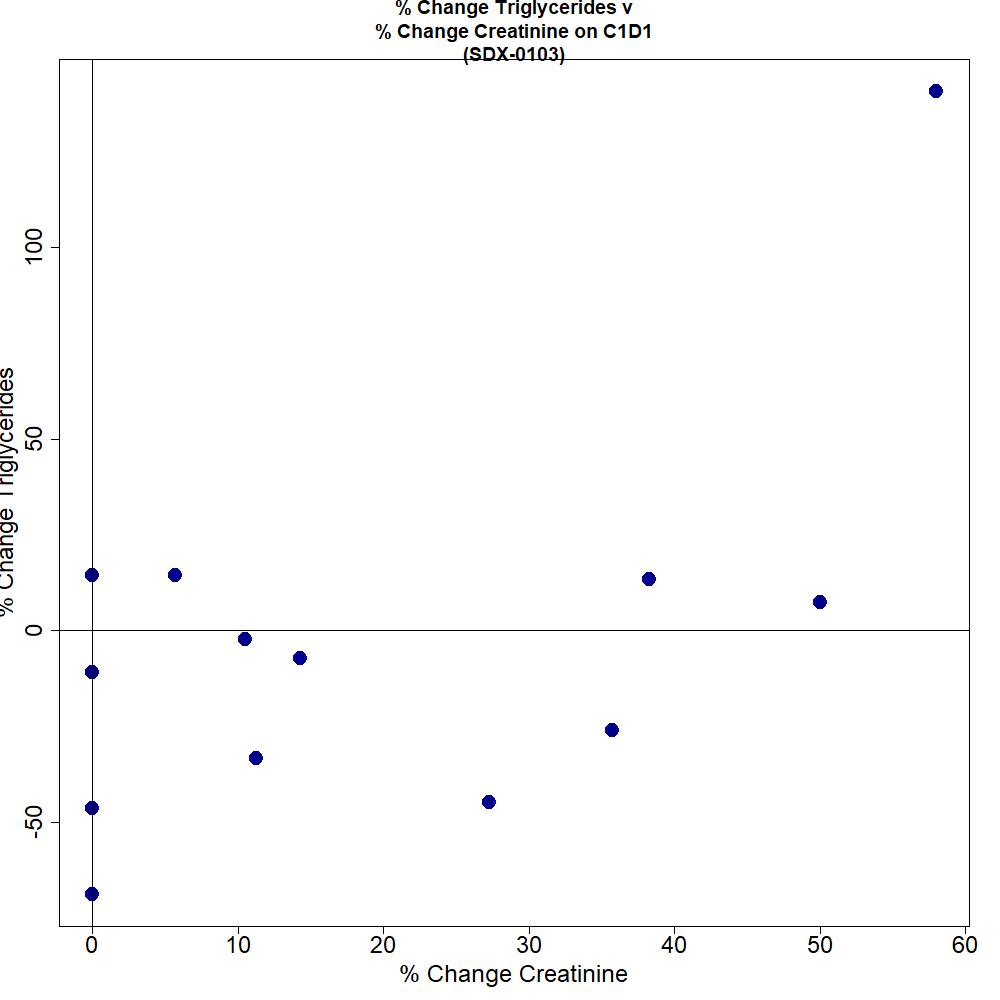 % Change Triglycerides v
% Change Creatinine on C1D1
(SDX-0103)
% Change Triglycerides
100
50
0
-50
0
10
20
30
40
50
60
% Change Creatinine